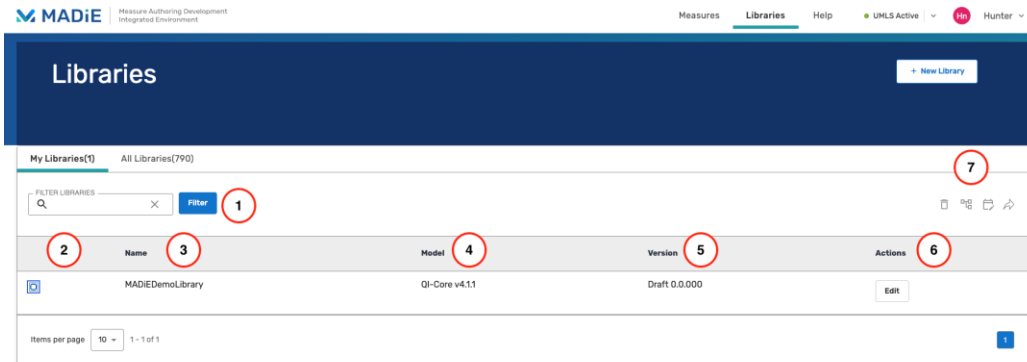 MADiE Measure Authoring Development
Integrated Environment
Measures Libraries Help UMLS Active Hn Hunter
Libraries
+ New Library
My Libraries(1) All Libraries(790)
7
FILTER LIBRARIES
Filter 1
2 Name 3 Model 4 Version 5 Actions 6
MADiEDemoLibrary QI-Core v4.1.1 Draft 0.0.000 Edit
Items per page 10 1 - 1 of 1 1